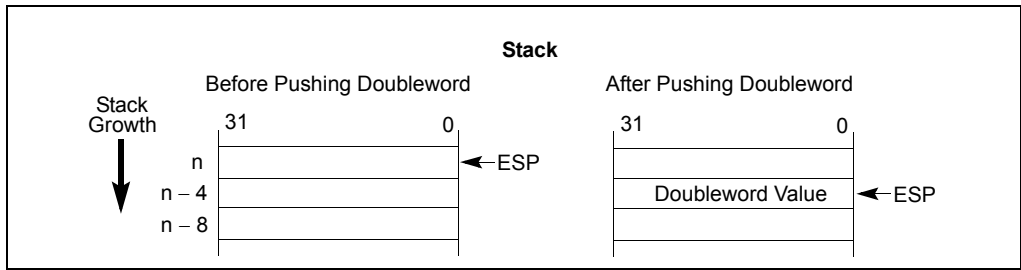 Stack
Before Pushing Doubleword
After Pushing Doubleword
Stack
Growth
31 0
31 0
n
ESP
n – 4
Doubleword Value
ESP
n – 8